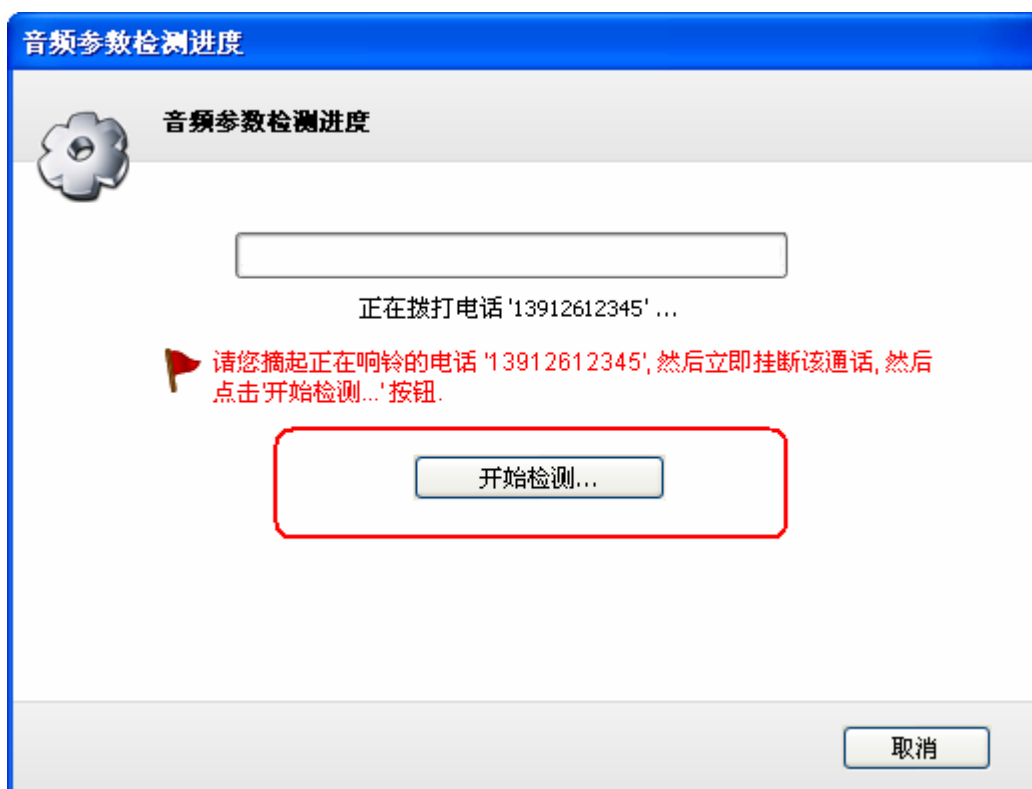 音频参数检测进度
音频参数检测进度
正在拨打电话 '13912612345' ...
请您摘起正在响铃的电话 '13912612345', 然后立即挂断该通话, 然后
点击'开始检测...' 按钮.
开始检测...
取消